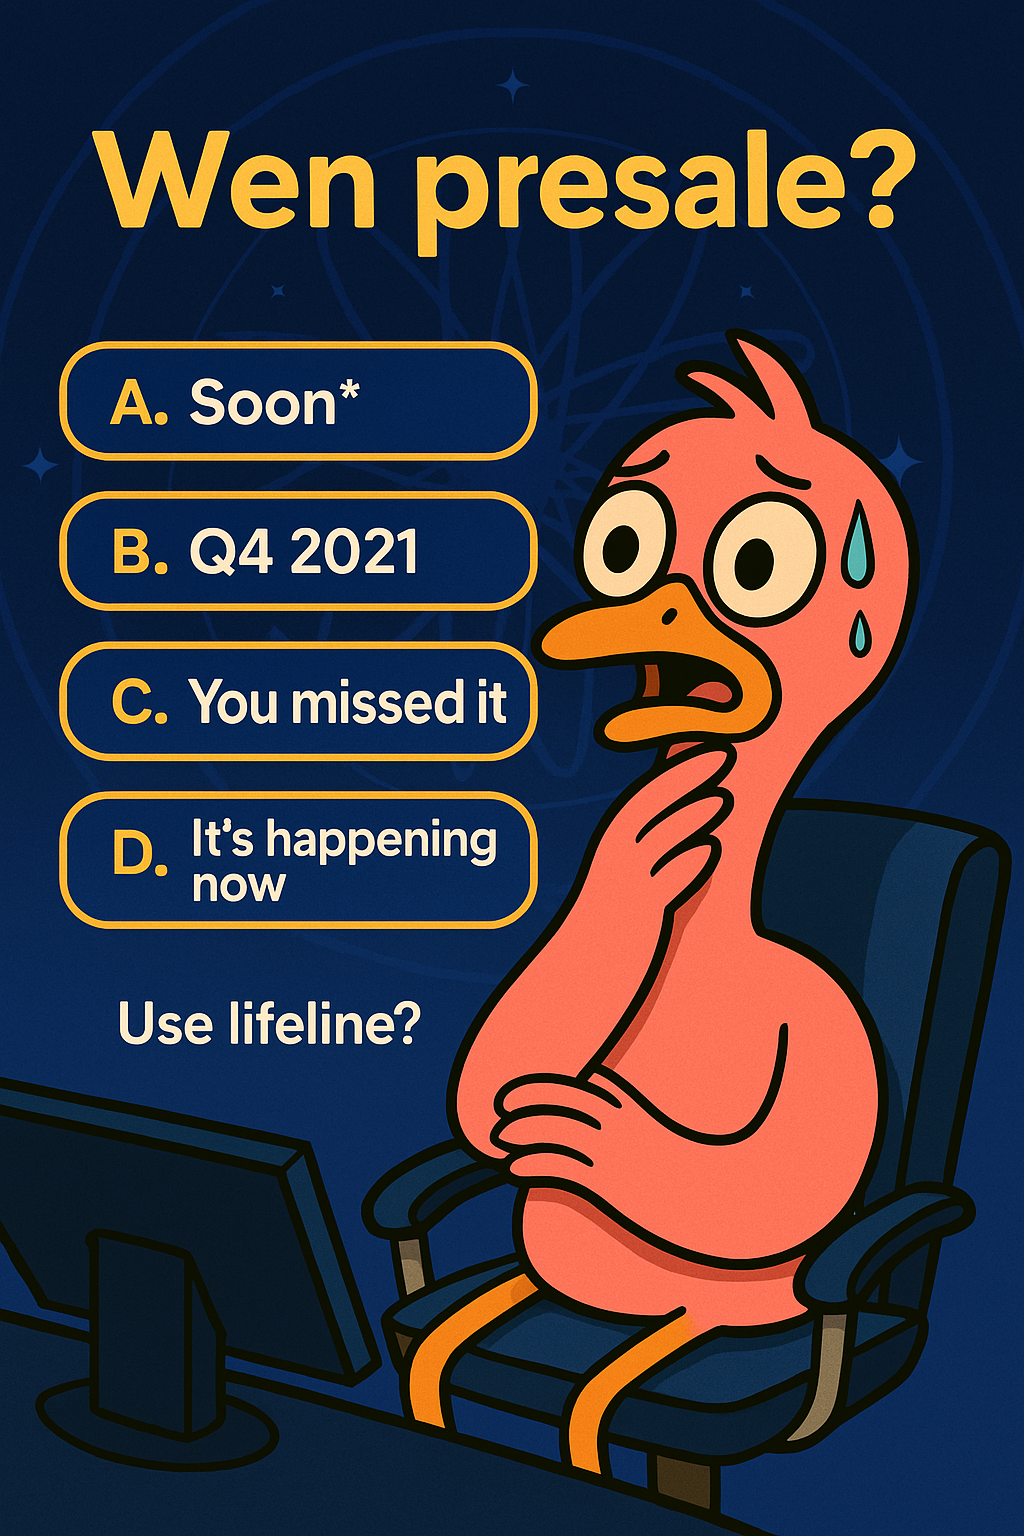 Wen presale?
A. Soon*
B. Q4 2021
C. You missed it
D. It's happening
now
Use lifeline?